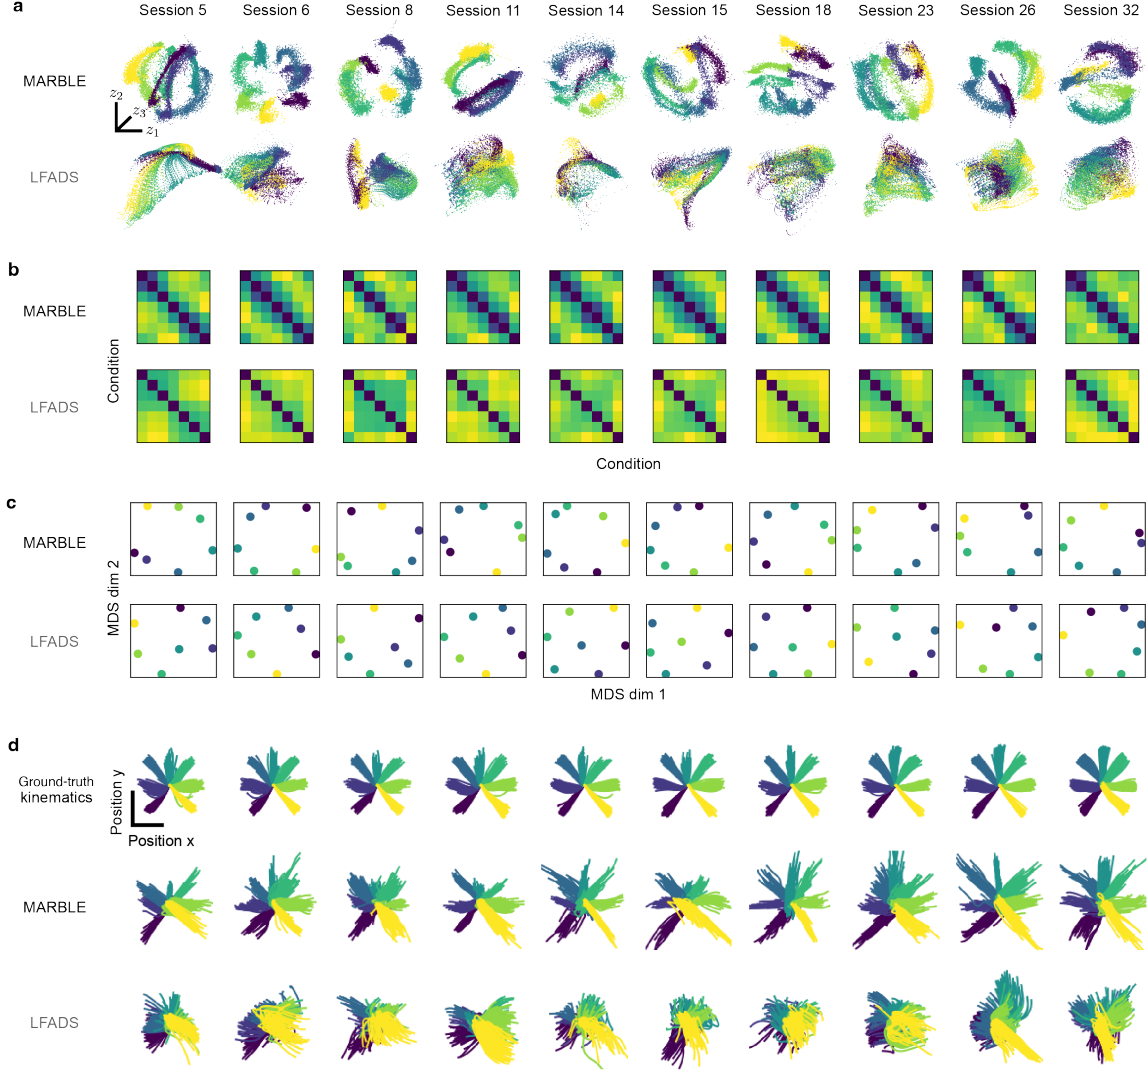 a
Session 5 Session 6 Session 8 Session 11 Session 14 Session 15 Session 18 Session 23 Session 26 Session 32
MARBLE
z2
z3
z1
LFADS
b
MARBLE
Condition
LFADS
Condition
c
MARBLE
MDS dim 2
LFADS
MDS dim 1
d
Ground-truth
kinematics
Position y
Position x
MARBLE
LFADS